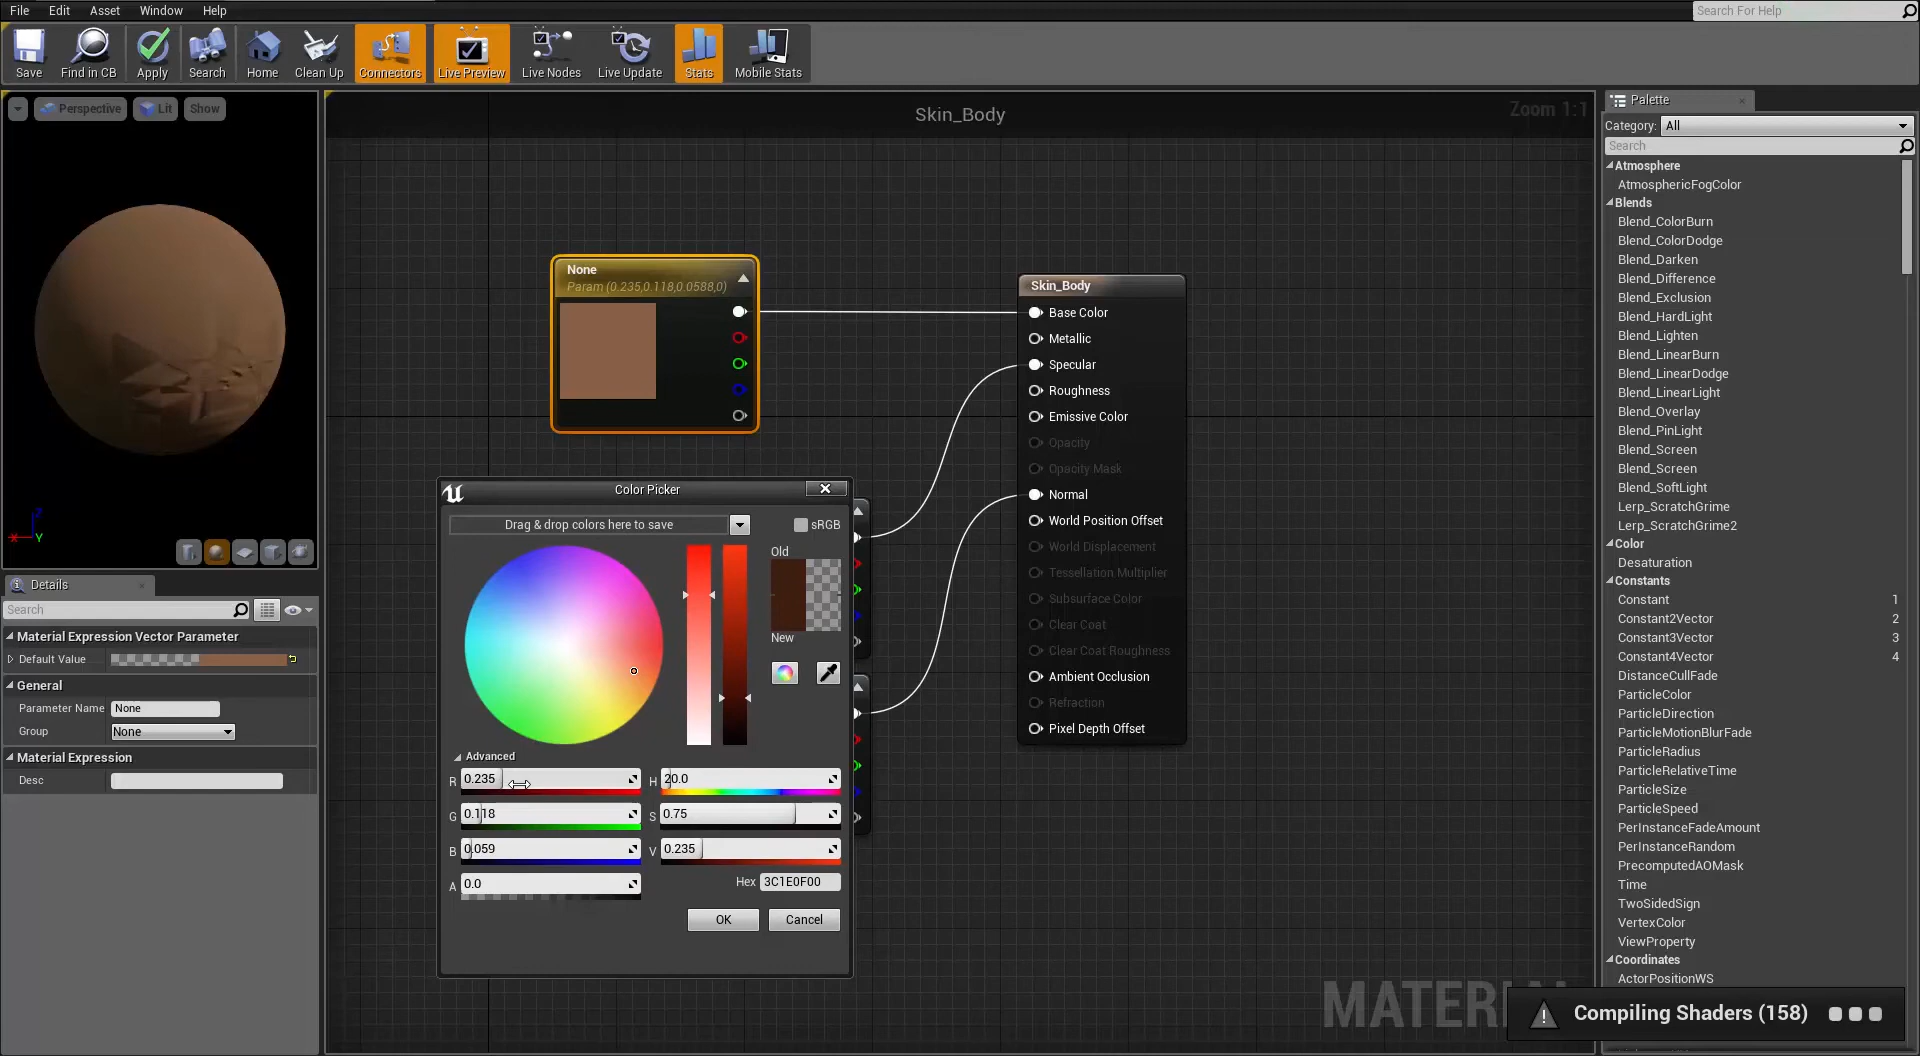 File Edit Asset Window Help
Search For Help
Save Find in CB Apply Search Home Clean Up Connectors Live Preview Live Nodes Live Update Stats Mobile Stats
Perspective Lit Show
Skin_Body
Zoom 1:1
Palette
Category: All
Search
Atmosphere
AtmosphericFogColor
Blends
Blend_ColorBurn
Blend_ColorDodge
Blend_Darken
Blend_Difference
Blend_Exclusion
Blend_HardLight
Blend_Lighten
Blend_LinearBurn
Blend_LinearDodge
Blend_LinearLight
Blend_Overlay
Blend_PinLight
Blend_Screen
Blend_Screen
Blend_SoftLight
Lerp_ScratchGrime
Lerp_ScratchGrime2
Color
Desaturation
Constants
Constant 1
Constant2Vector 2
Constant3Vector 3
Constant4Vector 4
DistanceCullFade
ParticleColor
ParticleDirection
ParticleMotionBlurFade
ParticleRadius
ParticleRelativeTime
ParticleSize
ParticleSpeed
PerInstanceFadeAmount
PerInstanceRandom
PrecomputedAOMask
Time
TwoSidedSign
VertexColor
ViewProperty
Coordinates
ActorPositionWS
None
Param (0.235,0.118,0.0588,0)
Skin_Body
Base Color
Metallic
Specular
Roughness
Emissive Color
Opacity
Opacity Mask
Normal
World Position Offset
World Displacement
Tessellation Multiplier
Subsurface Color
Clear Coat
Clear Coat Roughness
Ambient Occlusion
Refraction
Pixel Depth Offset
Z
X
Y
Details
Search
Material Expression Vector Parameter
Default Value
General
Parameter Name None
Group None
Material Expression
Desc
Color Picker
Drag & drop colors here to save
sRGB
Old
New
Advanced
R 0.235 H 20.0
G 0.118 S 0.75
B 0.059 V 0.235
A 0.0
Hex 3C1E0F00
OK Cancel
Compiling Shaders (158)